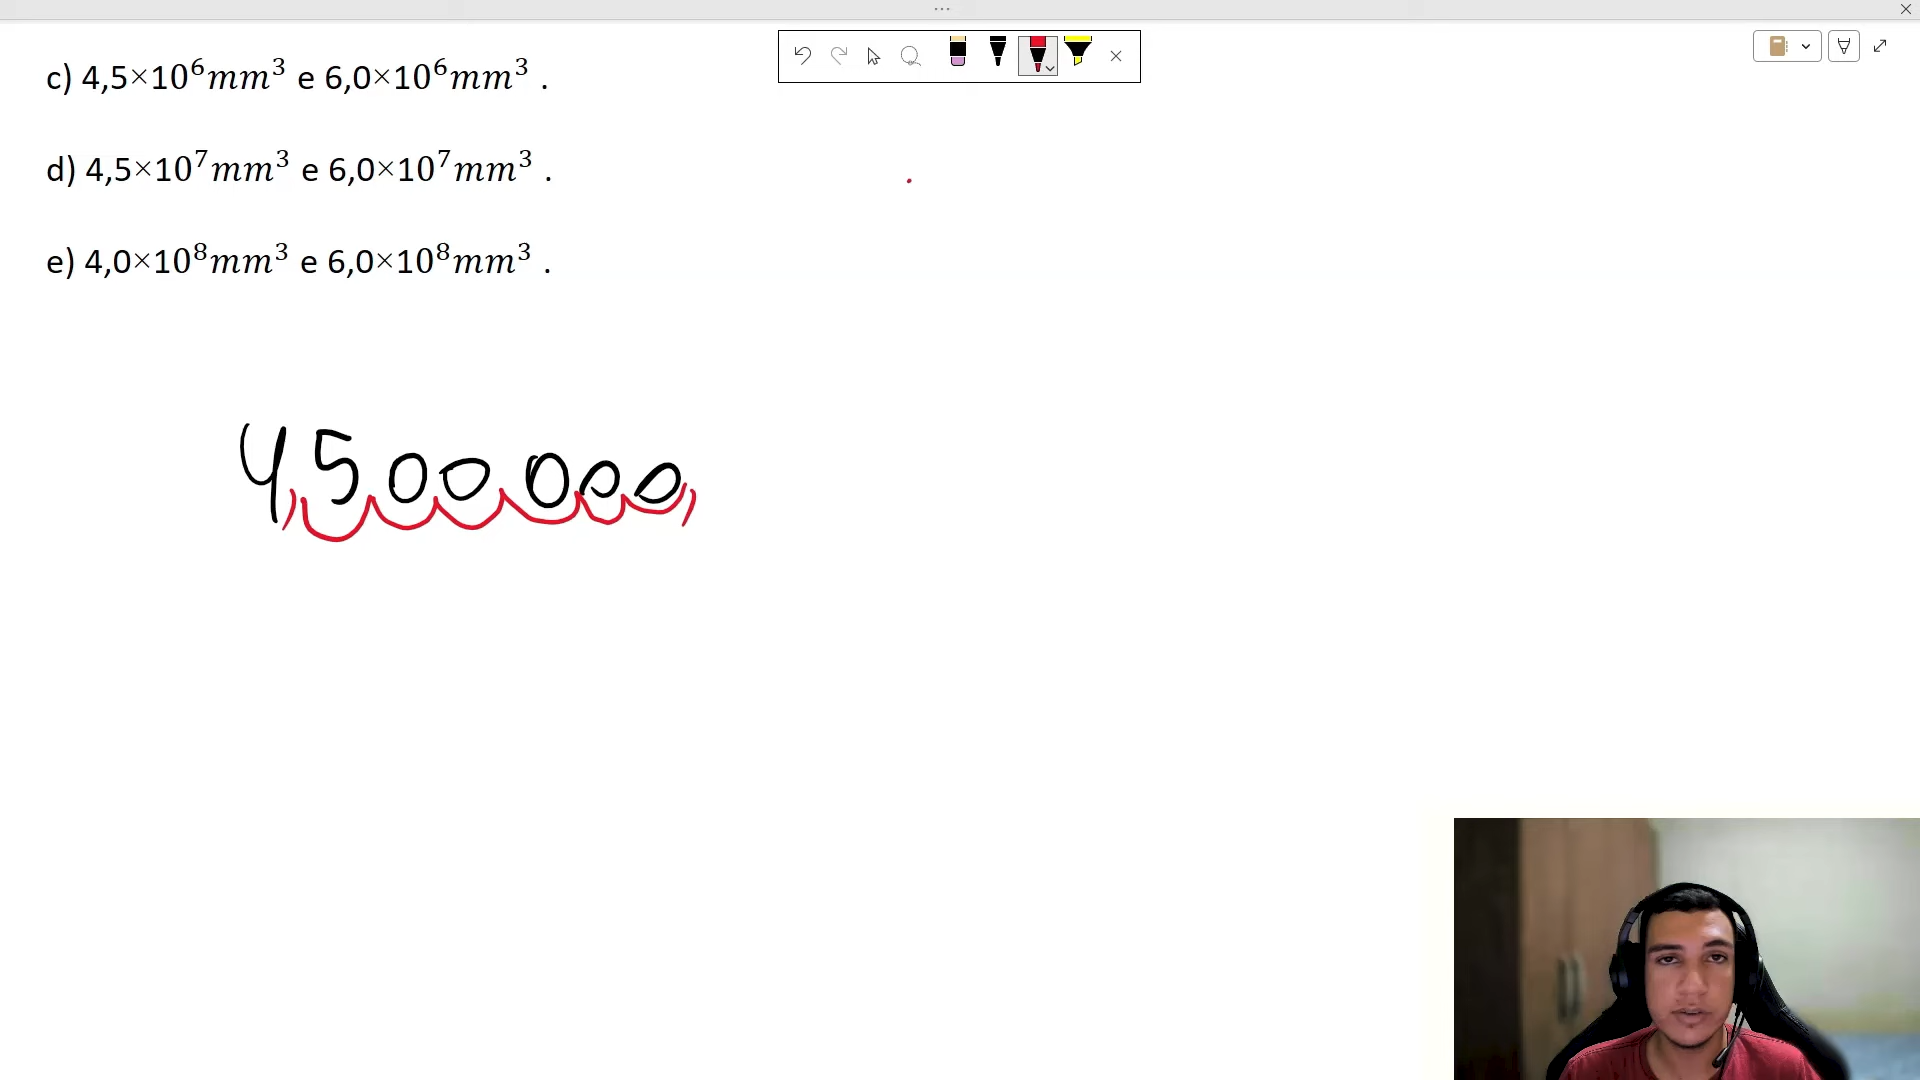 c) 4,5×10⁶mm³ e 6,0×10⁶mm³ .
d) 4,5×10⁷mm³ e 6,0×10⁷mm³ .
e) 4,0×10⁸mm³ e 6,0×10⁸mm³ .
4,500000,